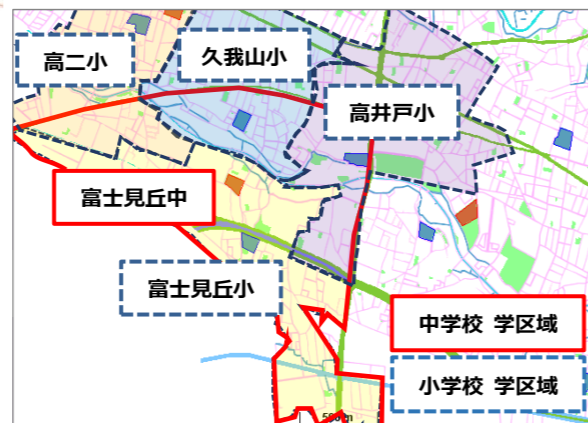 高二小
久我山小
高井戸小
富士見丘中
富士見丘小
中学校 学区域
小学校 学区域